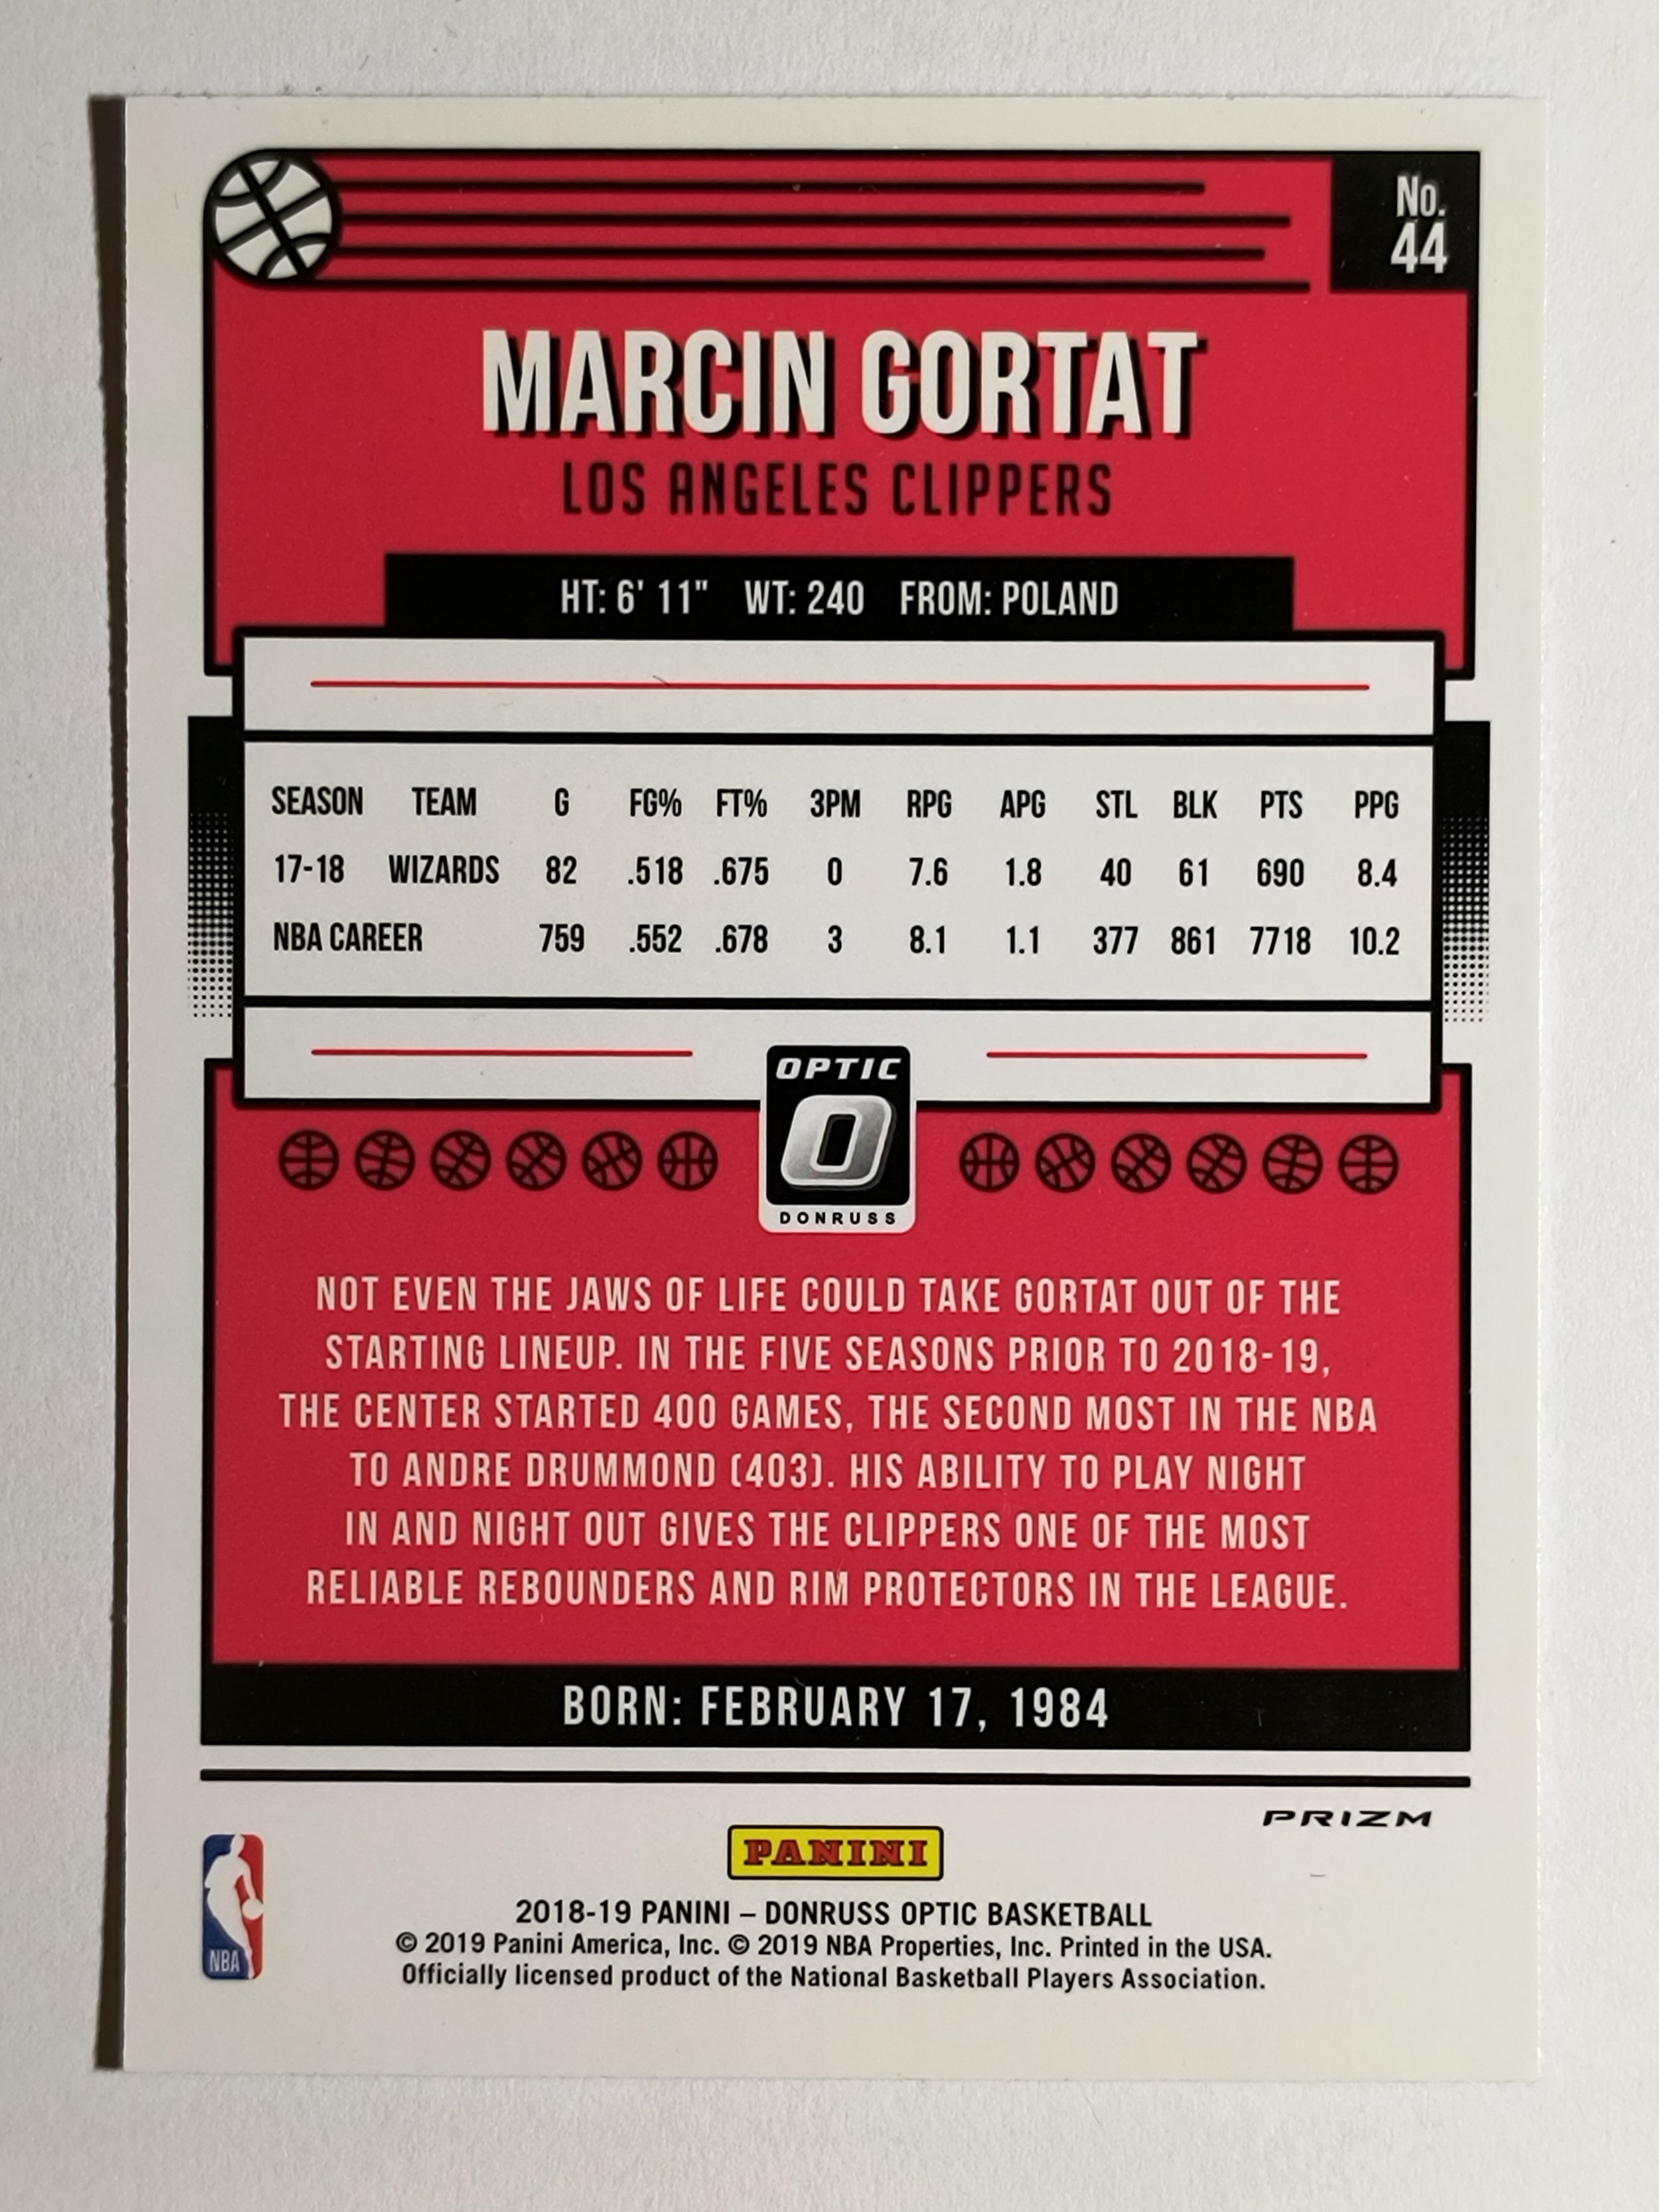 No.
44
MARCIN GORTAT
LOS ANGELES CLIPPERS
HT: 6' 11" WT: 240 FROM: POLAND
SEASON TEAM G FG% FT% 3PM RPG APG STL BLK PTS PPG
17-18 WIZARDS 82 .518 .675 0 7.6 1.8 40 61 690 8.4
NBA CAREER 759 .552 .678 3 8.1 1.1 377 861 7718 10.2
OPTIC
O
DONRUSS
NOT EVEN THE JAWS OF LIFE COULD TAKE GORTAT OUT OF THE
STARTING LINEUP. IN THE FIVE SEASONS PRIOR TO 2018-19,
THE CENTER STARTED 400 GAMES, THE SECOND MOST IN THE NBA
TO ANDRE DRUMMOND (403). HIS ABILITY TO PLAY NIGHT
IN AND NIGHT OUT GIVES THE CLIPPERS ONE OF THE MOST
RELIABLE REBOUNDERS AND RIM PROTECTORS IN THE LEAGUE.
BORN: FEBRUARY 17, 1984
PRIZM
PANINI
NBA
2018-19 PANINI – DONRUSS OPTIC BASKETBALL
© 2019 Panini America, Inc. © 2019 NBA Properties, Inc. Printed in the USA.
Officially licensed product of the National Basketball Players Association.